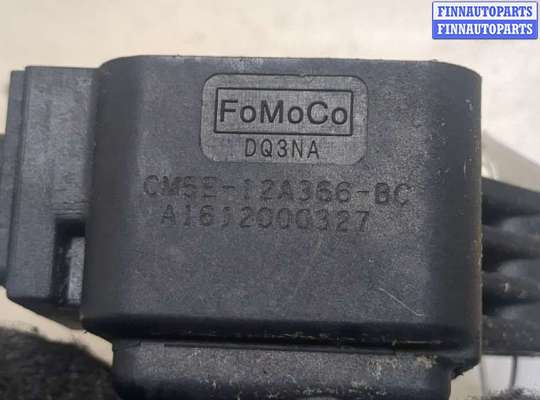 FINNAUTOPARTS
FINNAUTOPARTS
FoMoCo
DQ3NA
CM5E-12A366-BC
A1612000327